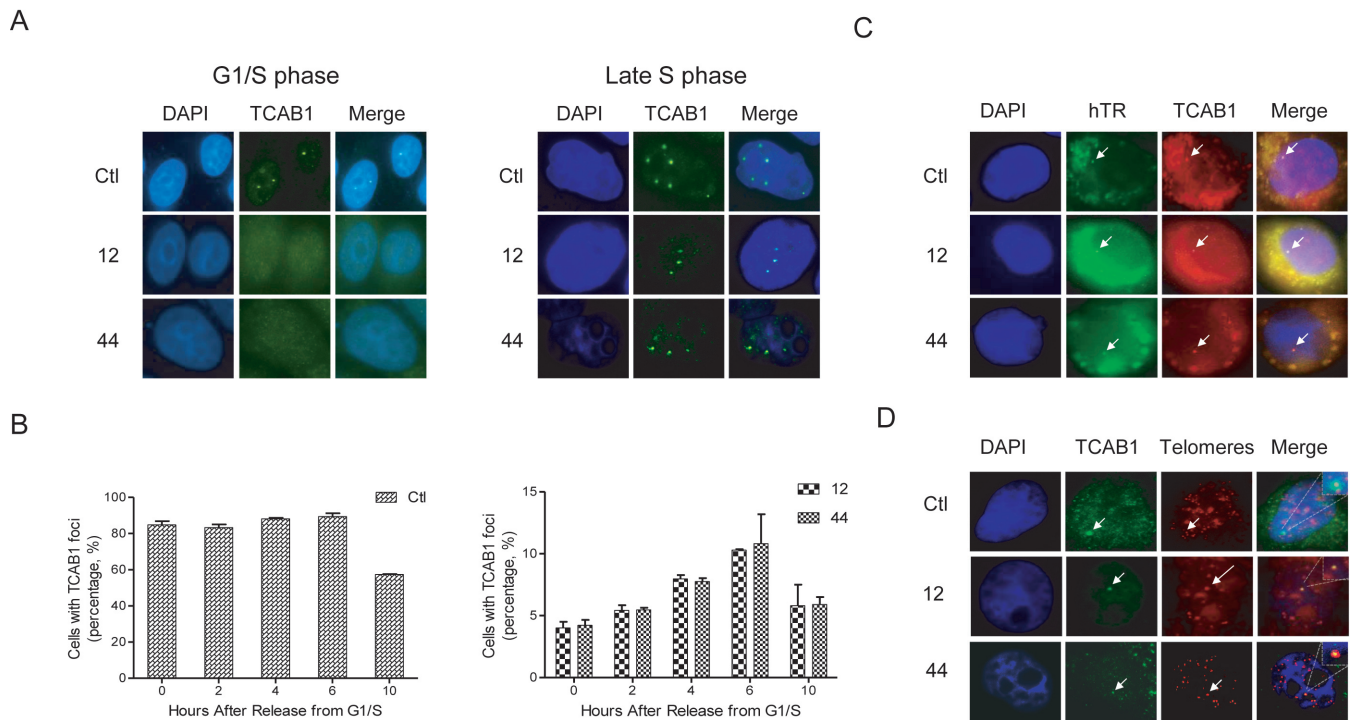 A
G1/S phase
DAPI TCAB1 Merge
Ctl
12
44
Late S phase
DAPI TCAB1 Merge
Ctl
12
44
B
Cells with TCAB1 foci
(percentage, %)
100
80
60
40
20
0
Ctl
0 2 4 6 10
Hours After Release from G1/S
Cells with TCAB1 foci
(percentage, %)
15
10
5
0
12
44
0 2 4 6 10
Hours After Release from G1/S
C
DAPI hTR TCAB1 Merge
Ctl
12
44
D
DAPI TCAB1 Telomeres Merge
Ctl
12
44